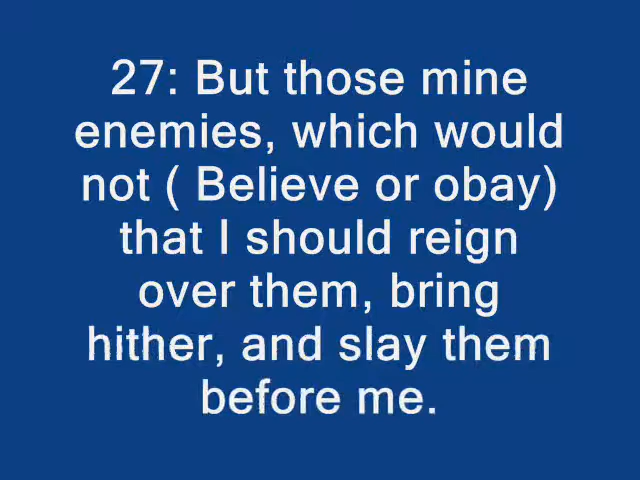 27: But those mine
enemies, which would
not ( Believe or obay)
that I should reign
over them, bring
hither, and slay them
before me.